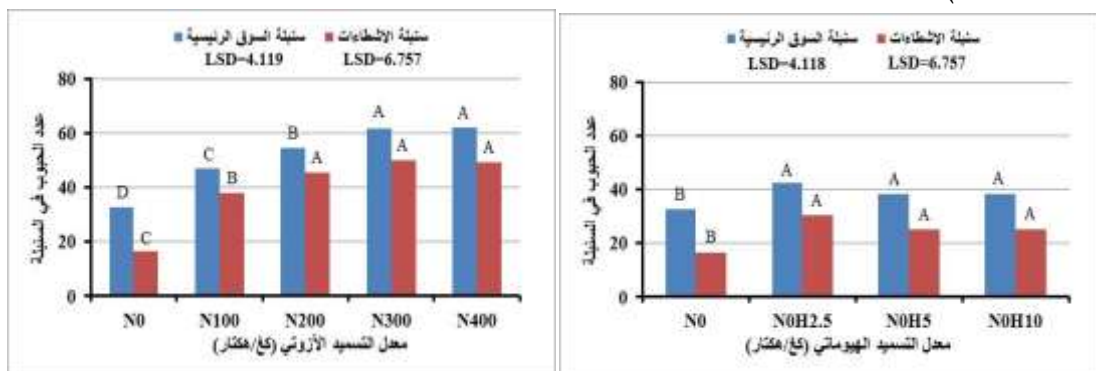 سنبلة السوق الرئيسية سنبلة الاشطاءات
LSD=4.119 LSD=6.757
عدد الحبوب في السنبلة
80
60
40
20
0
D C
C B
B A
A A
A A
N0 N100 N200 N300 N400
معدل التسميد الأزوتي (كغ/هكتار)
سنبلة السوق الرئيسية سنبلة الاشطاءات
LSD=4.118 LSD=6.757
عدد الحبوب في السنبلة
80
60
40
20
0
B B
A A
A A
A A
N0 N0H2.5 N0H5 N0H10
معدل التسميد الهيوماتي (كغ/هكتار)